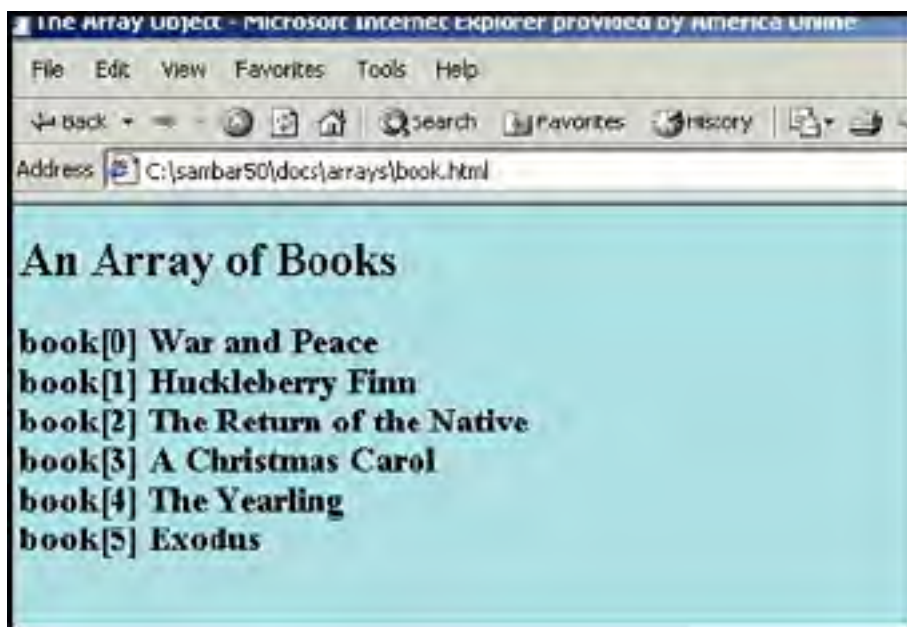 The Array Object - Microsoft Internet Explorer provided by America Online
File Edit View Favorites Tools Help
Back Search Favorites History
Address C:\sambar50\docs\arrays\book.html
An Array of Books
book[0] War and Peace
book[1] Huckleberry Finn
book[2] The Return of the Native
book[3] A Christmas Carol
book[4] The Yearling
book[5] Exodus